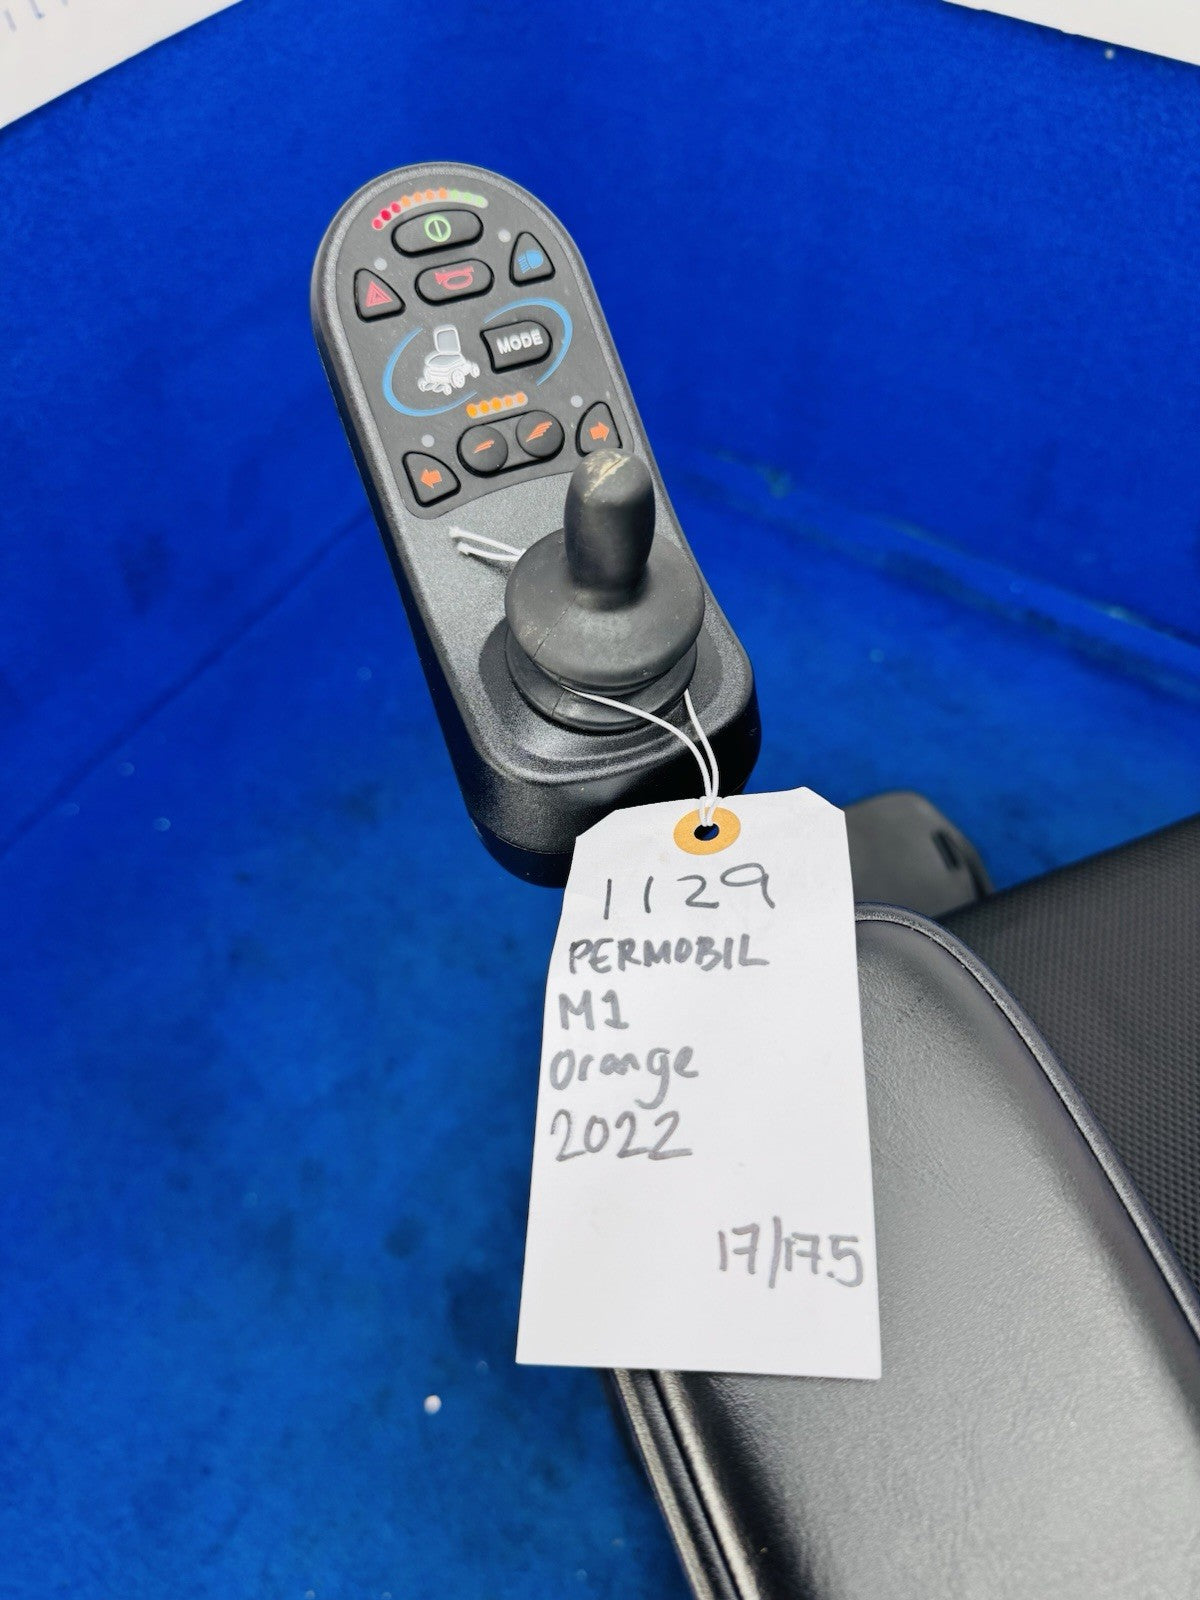 MODE
1129
PERMOBIL
M1
Orange
2022
17/17.5